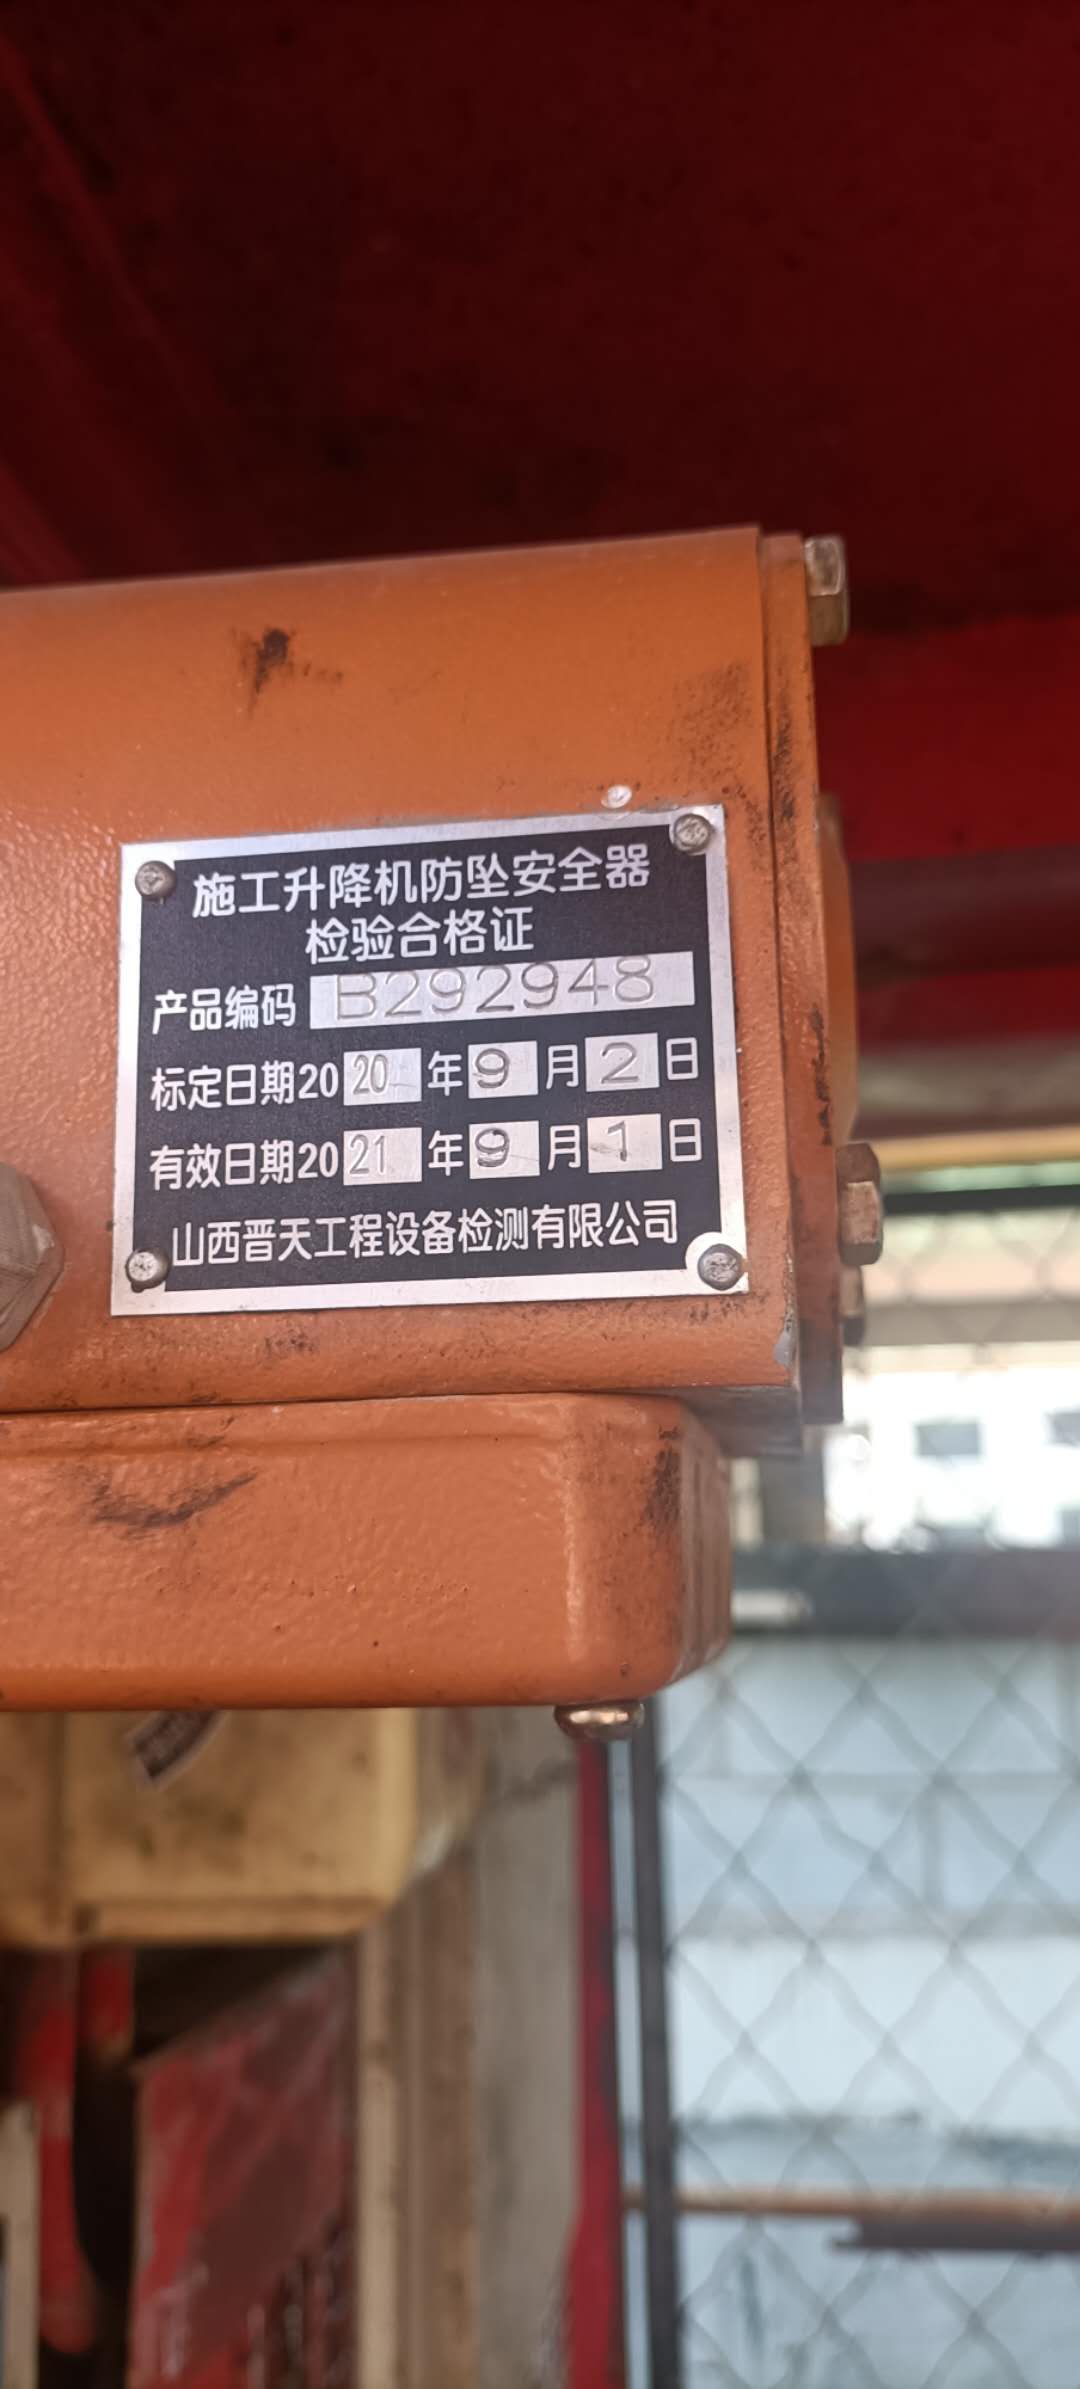 施工升降机防坠安全器
检验合格证
产品编码 B292948
标定日期2020年9月2日
有效日期2021年9月1日
山西晋天工程设备检测有限公司